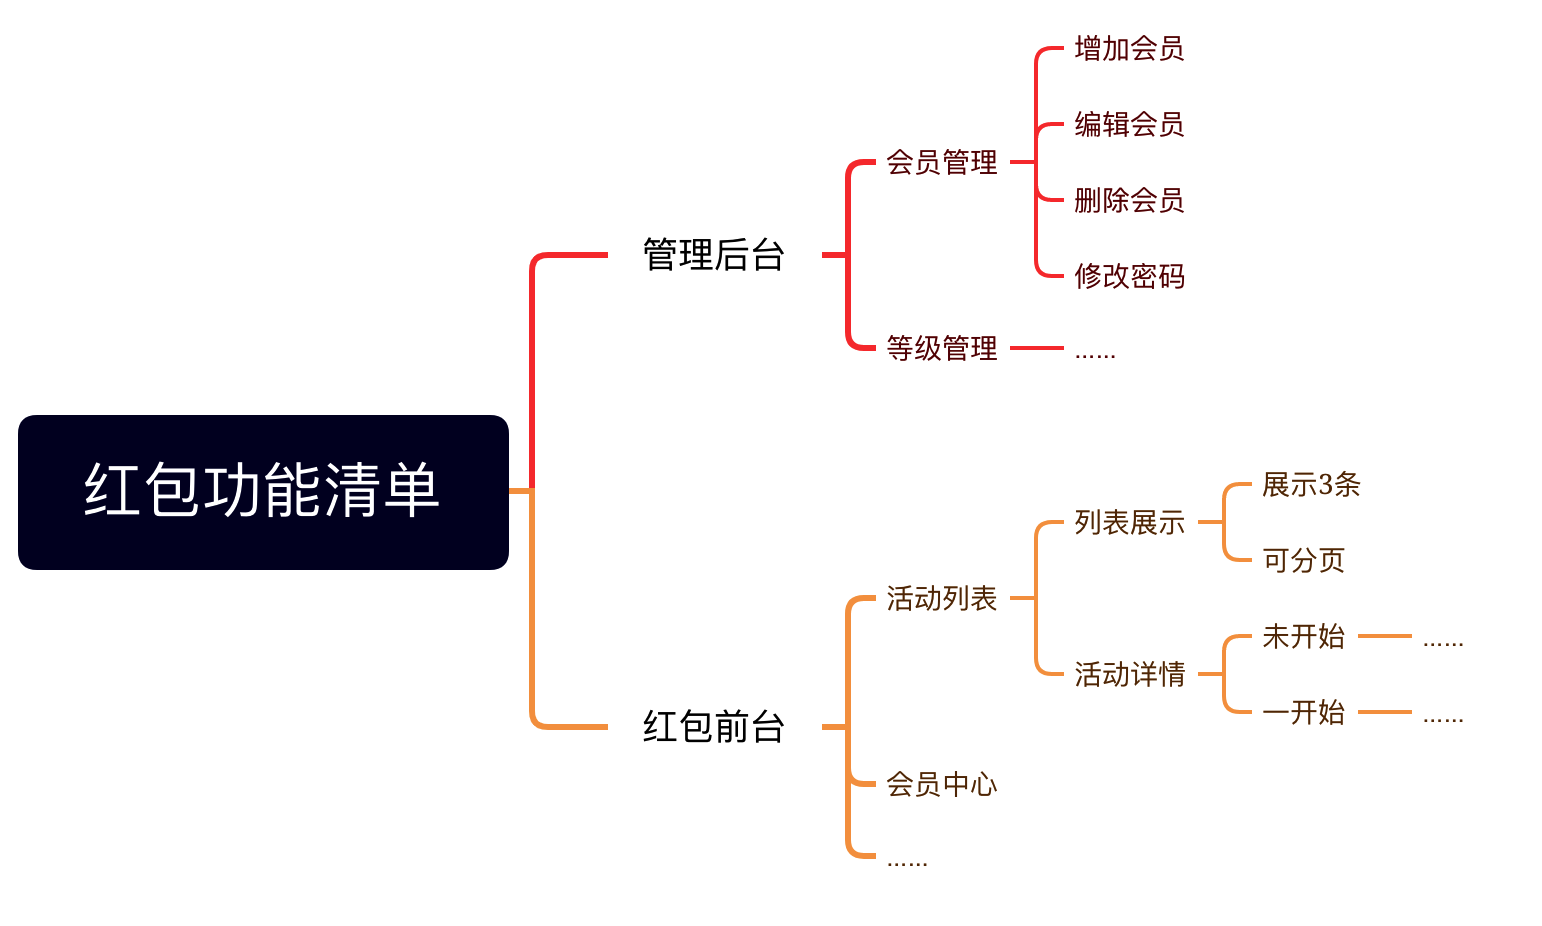 红包功能清单
管理后台
会员管理
增加会员
编辑会员
删除会员
修改密码
等级管理
......
红包前台
活动列表
列表展示
展示3条
可分页
活动详情
未开始
......
一开始
......
会员中心
......